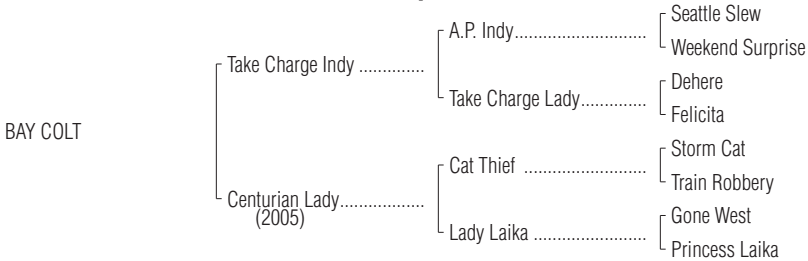 Seattle Slew
A.P. Indy..............................
Weekend Surprise
Take Charge Indy ...............
Dehere
Take Charge Lady...............
Felicita
BAY COLT
Storm Cat
Cat Thief ............................
Train Robbery
Centurian Lady...................
(2005)
Gone West
Lady Laika ..........................
Princess Laika